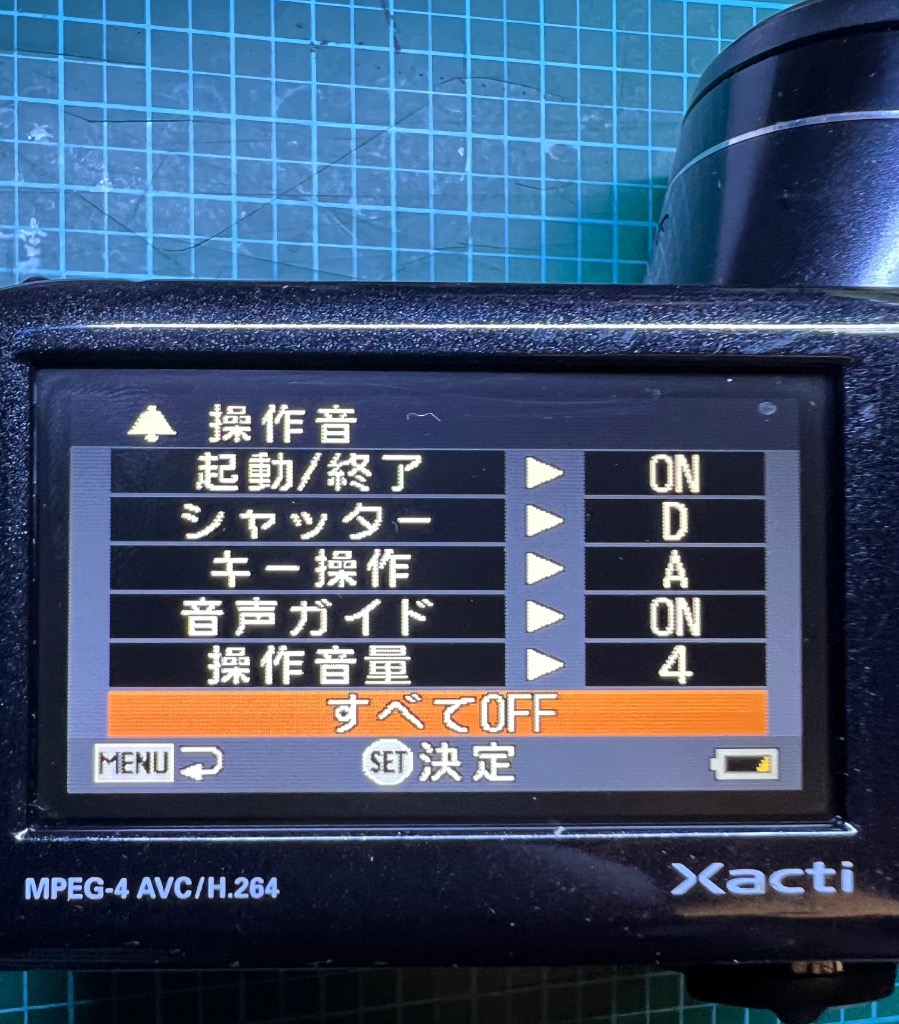 操作音
起動/終了 ▶ ON
シャッター ▶ D
キー操作 ▶ A
音声ガイド ▶ ON
操作音量 ▶ 4
すべてOFF
MENU SET決定
MPEG-4 AVC/H.264 Xacti